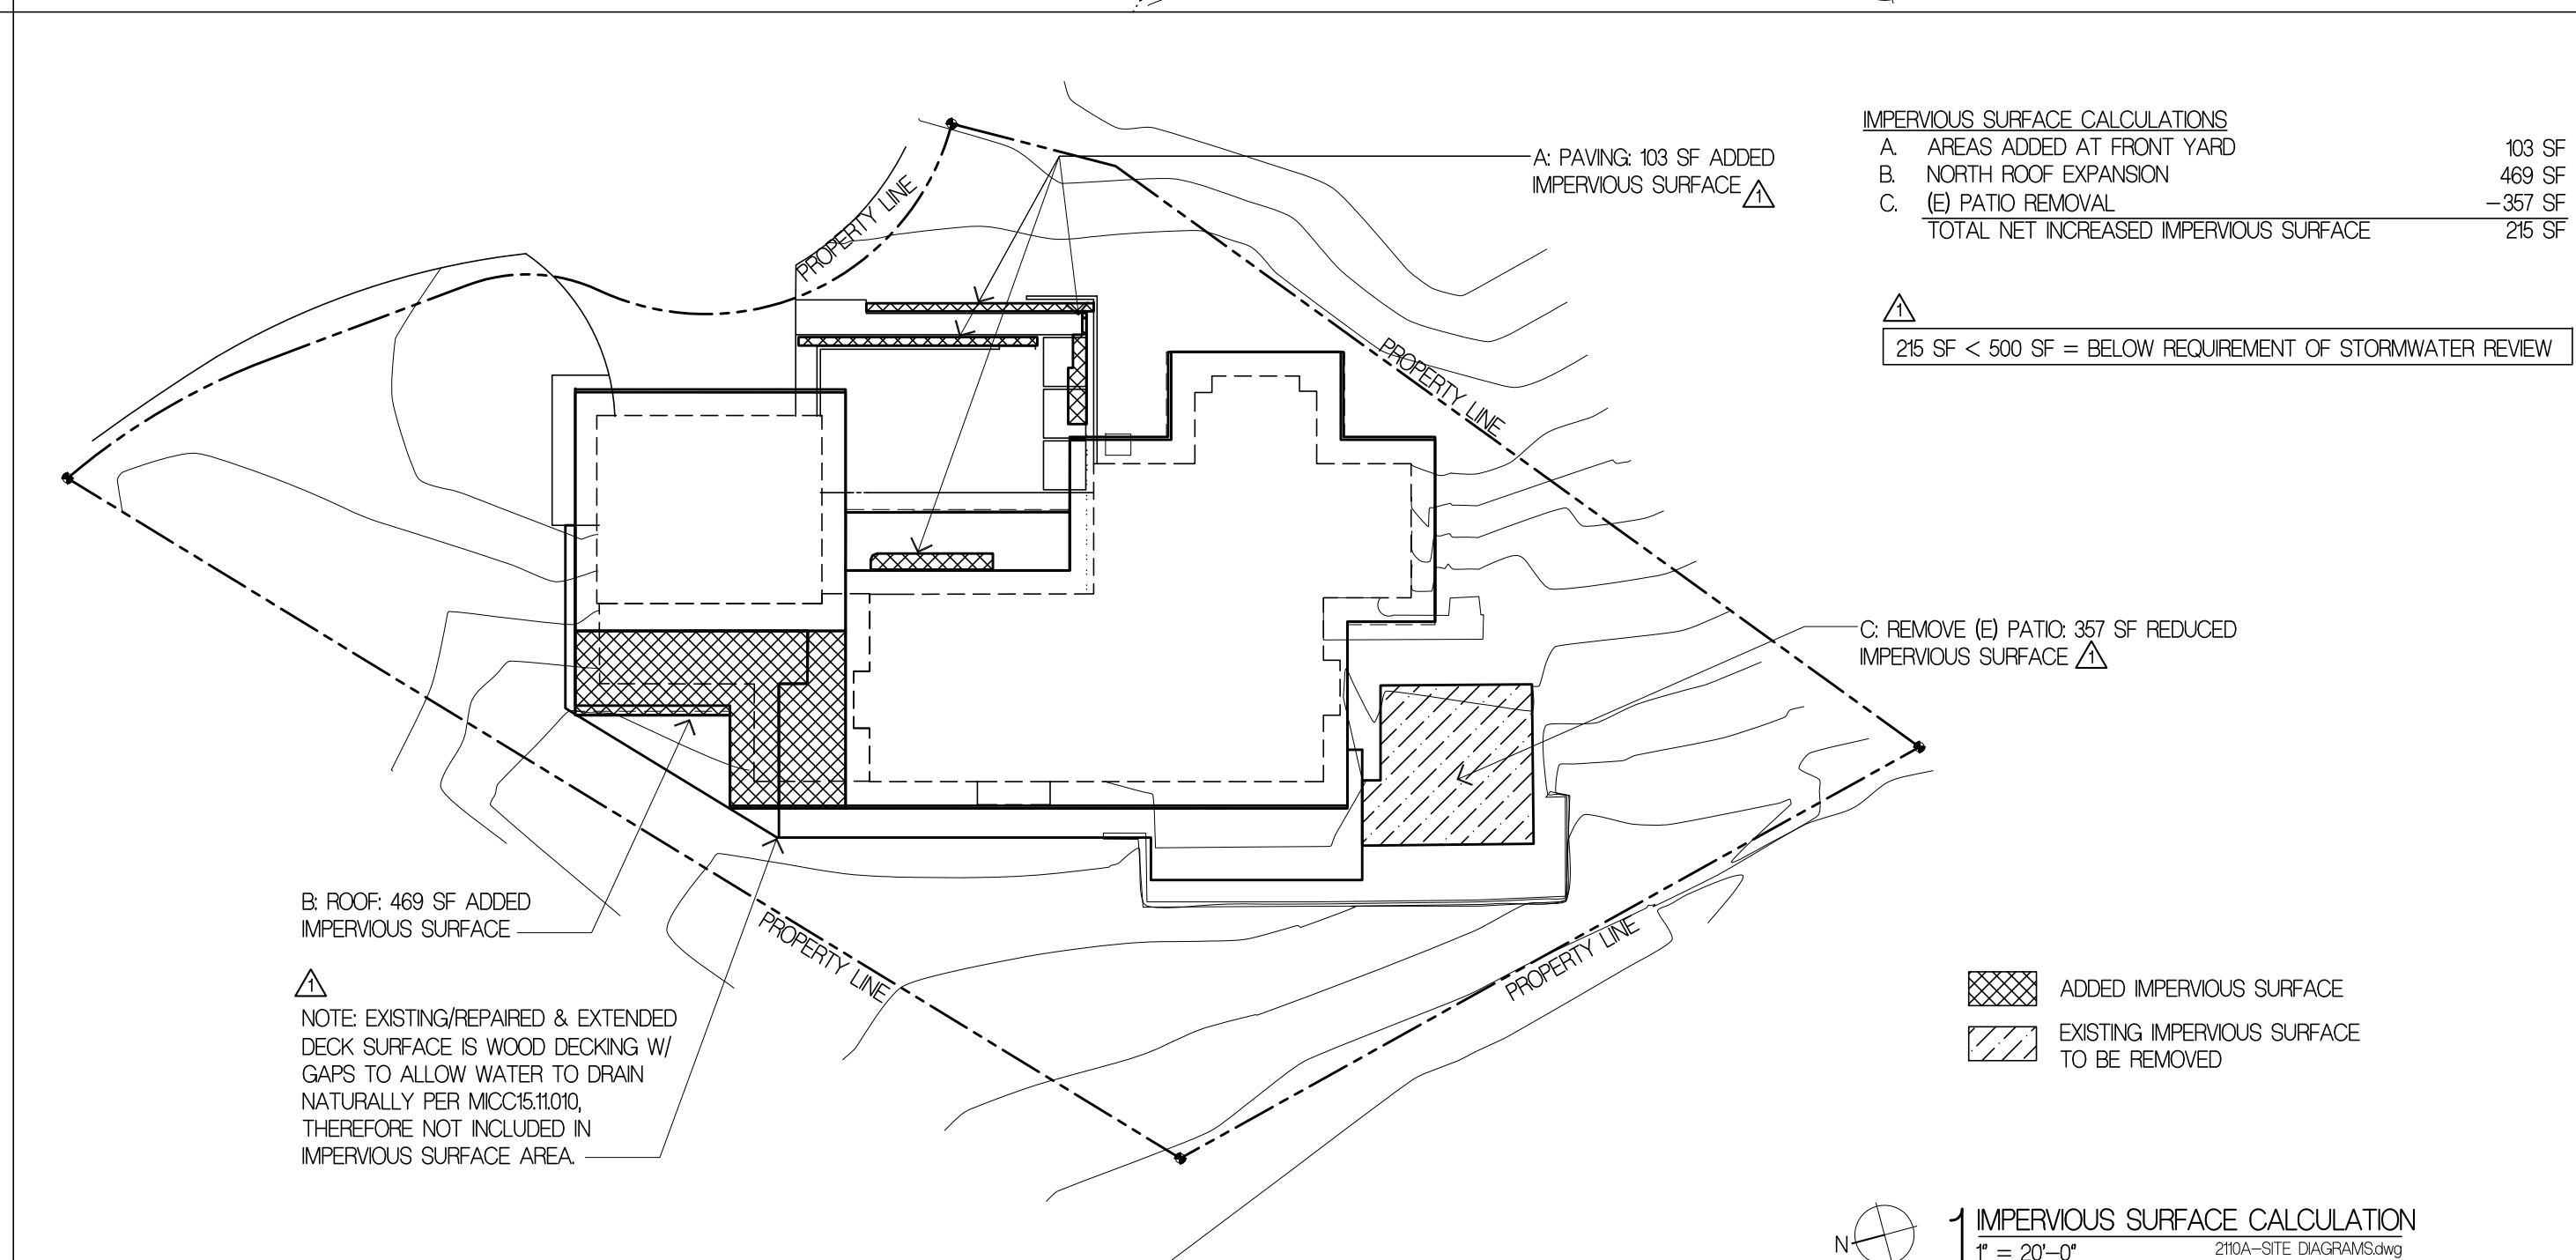 IMPERVIOUS SURFACE CALCULATIONS
A. AREAS ADDED AT FRONT YARD 103 SF
B. NORTH ROOF EXPANSION 469 SF
C. (E) PATIO REMOVAL -357 SF
TOTAL NET INCREASED IMPERVIOUS SURFACE 215 SF
1
215 SF < 500 SF = BELOW REQUIREMENT OF STORMWATER REVIEW
A: PAVING: 103 SF ADDED
IMPERVIOUS SURFACE 1
PROPERTY LINE
PROPERTY LINE
C: REMOVE (E) PATIO: 357 SF REDUCED
IMPERVIOUS SURFACE 1
B: ROOF: 469 SF ADDED
IMPERVIOUS SURFACE
PROPERTY LINE
PROPERTY LINE
1
NOTE: EXISTING/REPAIRED & EXTENDED
DECK SURFACE IS WOOD DECKING W/
GAPS TO ALLOW WATER TO DRAIN
NATURALLY PER MICC15.11.010,
THEREFORE NOT INCLUDED IN
IMPERVIOUS SURFACE AREA.
ADDED IMPERVIOUS SURFACE
EXISTING IMPERVIOUS SURFACE
TO BE REMOVED
N
1 IMPERVIOUS SURFACE CALCULATION
1" = 20'-0" 2110A-SITE DIAGRAMS.dwg